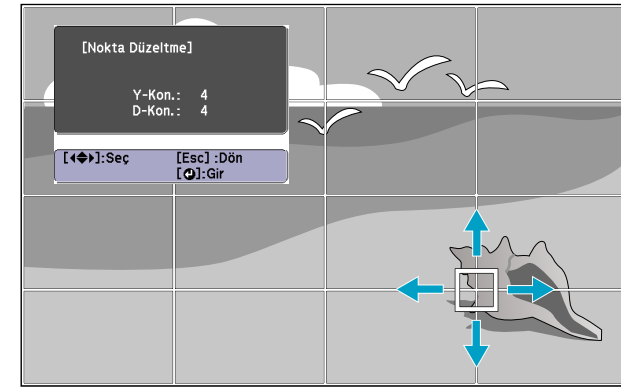 [Nokta Düzeltme]
Y-Kon.: 4
D-Kon.: 4
[◀◆▶]:Seç [Esc] :Dön
[↵]:Gir